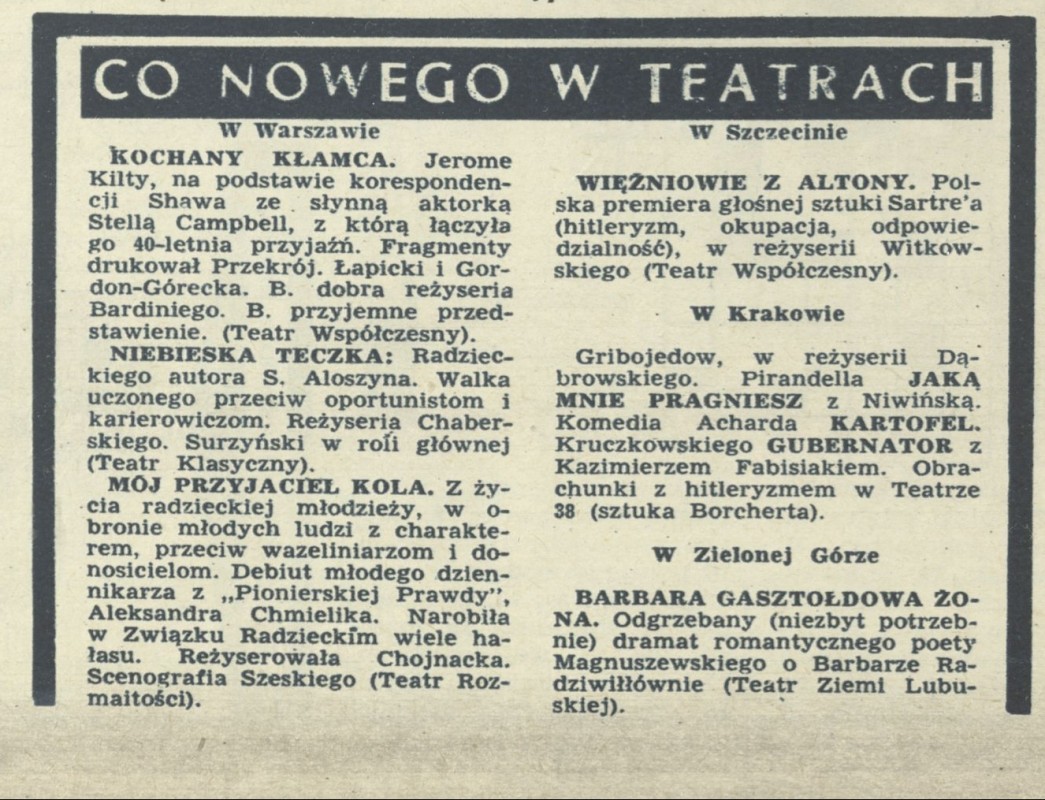 CO NOWEGO W TEATRACH
W Warszawie
KOCHANY KŁAMCA. Jerome
Kilty, na podstawie koresponden-
cji Shawa ze słynną aktorką
Stellą Campbell, z którą łączyła
go 40-letnia przyjaźń. Fragmenty
drukował Przekrój. Łapicki i Gor-
don-Górecka. B. dobra reżyseria
Bardiniego. B. przyjemne przed-
stawienie. (Teatr Współczesny).
NIEBIESKA TECZKA: Radziec-
kiego autora S. Aloszyna. Walka
uczonego przeciw oportunistom i
karierowiczom. Reżyseria Chaber-
skiego. Surzyński w roli głównej
(Teatr Klasyczny).
MÓJ PRZYJACIEL KOLA. Z ży-
cia radzieckiej młodzieży, w o-
bronie młodych ludzi z charakte-
rem, przeciw wazeliniarzom i do-
nosicielom. Debiut młodego dzien-
nikarza z „Pionierskiej Prawdy”,
Aleksandra Chmielika. Narobiła
w Związku Radzieckim wiele ha-
łasu. Reżyserowała Chojnacka.
Scenografia Szeskiego (Teatr Roz-
maitości).
W Szczecinie
WIĘŹNIOWIE Z ALTONY. Pol-
ska premiera głośnej sztuki Sartre'a
(hitleryzm, okupacja, odpowie-
dzialność), w reżyserii Witkow-
skiego (Teatr Współczesny).
W Krakowie
Gribojedow, w reżyserii Dą-
browskiego. Pirandella JAKĄ
MNIE PRAGNIESZ z Niwińską.
Komedia Acharda KARTOFEL.
Kruczkowskiego GUBERNATOR z
Kazimierzem Fabisiakiem. Obra-
chunki z hitleryzmem w Teatrze
38 (sztuka Borcherta).
W Zielonej Górze
BARBARA GASZTOŁDOWA ŻO-
NA. Odgrzebany (niezbyt potrzeb-
nie) dramat romantycznego poety
Magnuszewskiego o Barbarze Ra-
dziwiłłównie (Teatr Ziemi Lubu-
skiej).